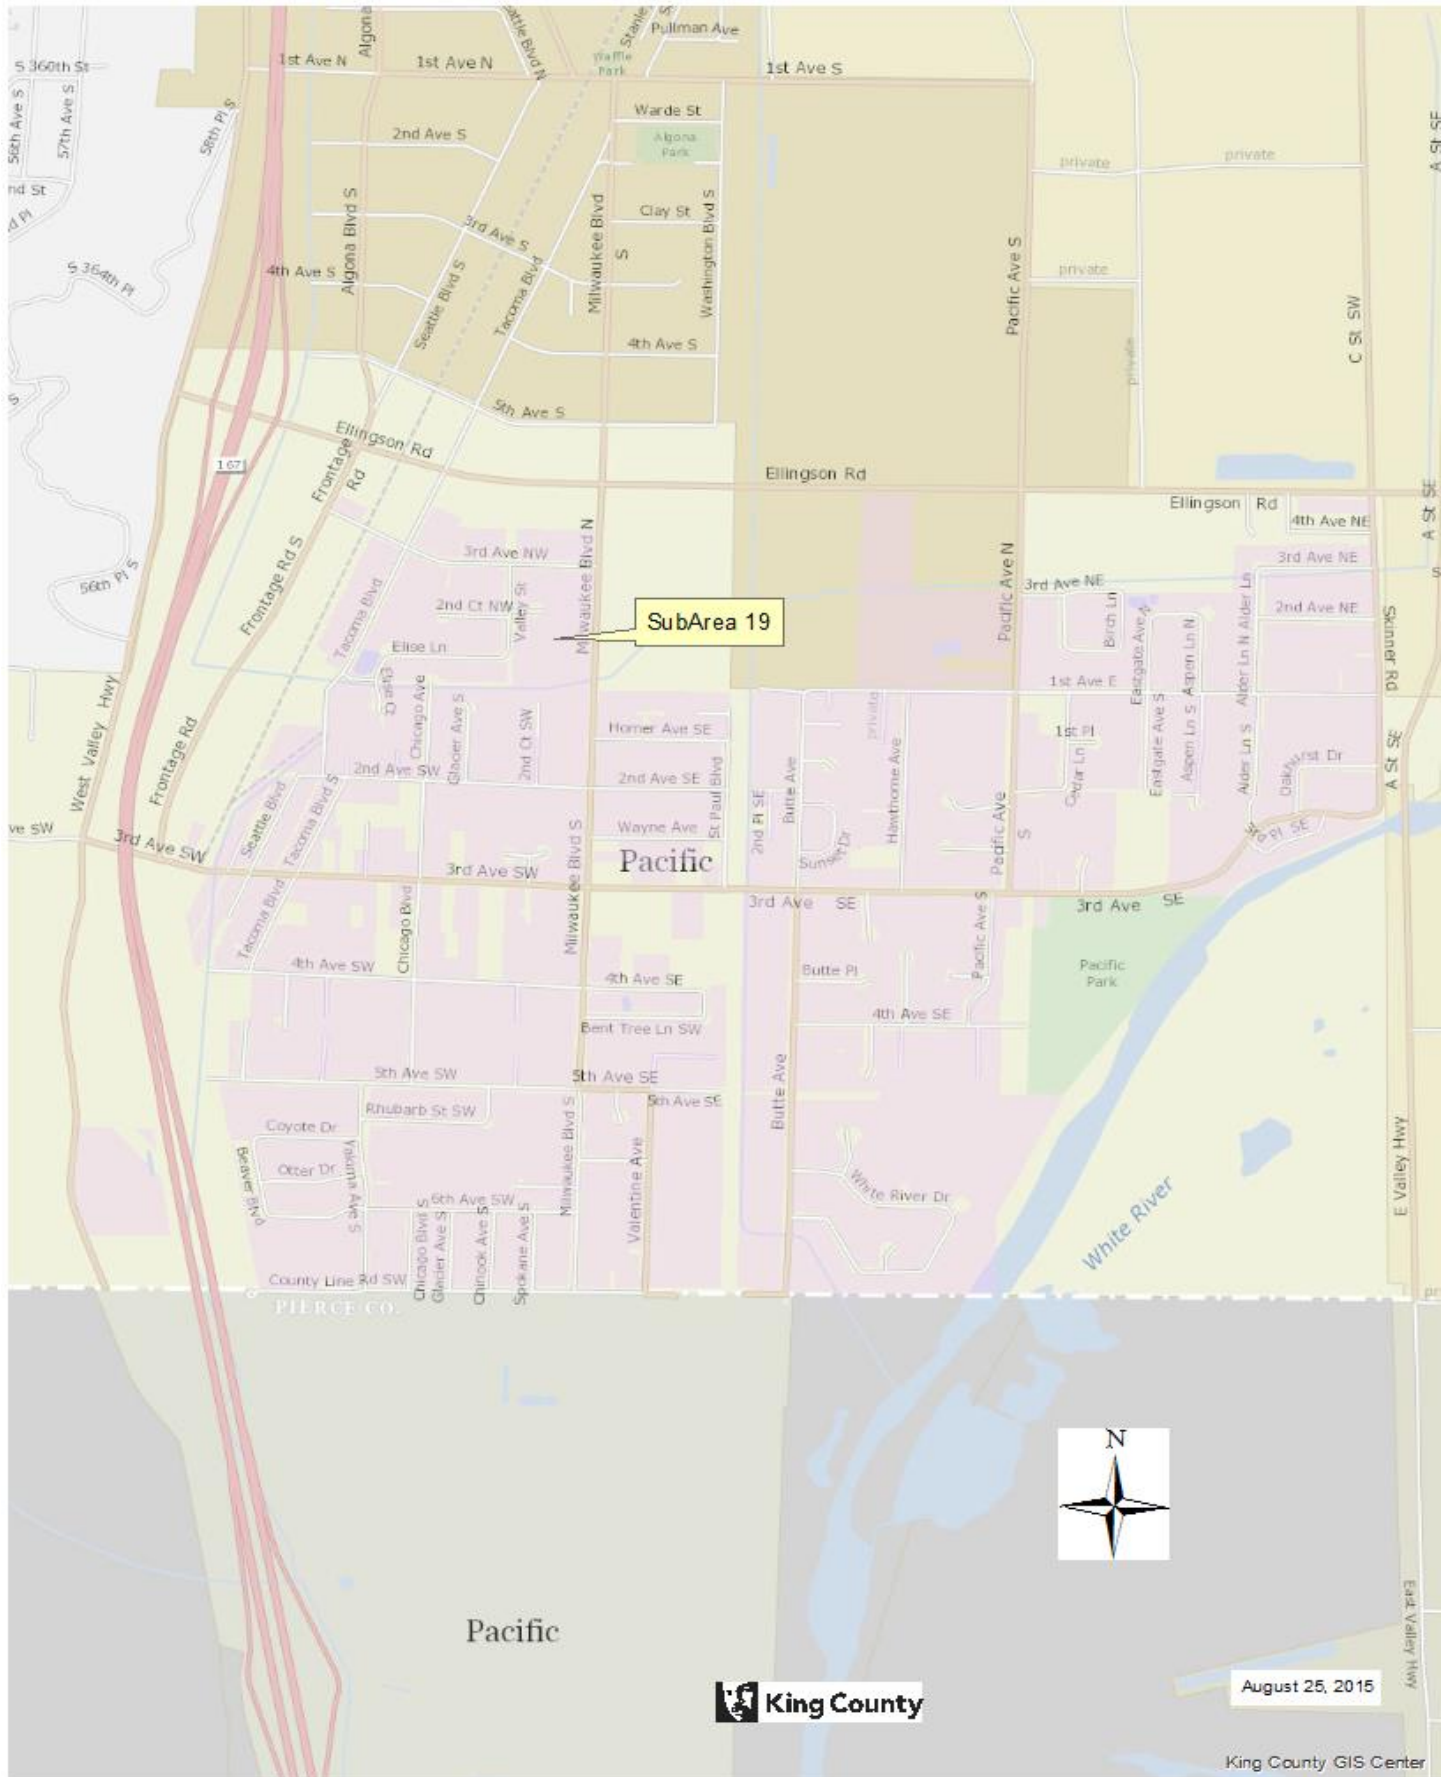 Pullman Ave
Waffle
Park
S 360th St
1st Ave N
1st Ave N
1st Ave S
Algona
56th Ave S
57th Ave S
58th Pl S
Warde St
Algona
Park
2nd Ave S
private
private
A St SE
nd St
Clay St
3rd Ave S
Algona Blvd S
Milwaukee Blvd
S
Washington Blvd S
S 364th Pl
4th Ave S
Seattle Blvd S
Tacoma Blvd
Pacific Ave S
private
C St SW
4th Ave S
private
5th Ave S
Ellingson Rd
Frontage
Rd
167
Ellingson Rd
Ellingson Rd
4th Ave NE
A St SE
3rd Ave NW
Milwaukee Blvd N
3rd Ave NE
3rd Ave NE
56th Pl S
Frontage Rd S
Tacoma Blvd
2nd Ct NW
Valley St
SubArea 19
Pacific Ave N
Birch Ln
Eastgate Ave N
Aspen Ln N
Alder Ln N
Alder Ln
2nd Ave NE
Skinner Rd
Elise Ln
Elise Ct
1st Ave E
West Valley Hwy
Frontage Rd
Chicago Ave
Glacier Ave S
2nd Ct SW
Homer Ave SE
private
1st Pl
Cedar Ln
Eastgate Ave S
Aspen Ln S
Alder Ln S
Oakhurst Dr
A St SE
2nd Ave SW
2nd Ave SE
St Paul Blvd
2nd Pl SE
Butte Ave
Hawthorne Ave
Seattle Blvd
Tacoma Blvd S
Wayne Ave
Sunset Dr
Pacific Ave
S
ve SW
3rd Ave SW
3rd Ave SW
Milwaukee Blvd S
Pacific
3rd Ave SE
3rd Ave SE
Tacoma Blvd
Chicago Blvd
4th Ave SW
4th Ave SE
Butte Pl
Pacific Ave S
Pacific
Park
Bent Tree Ln SW
4th Ave SE
5th Ave SW
5th Ave SE
5th Ave SE
Butte Ave
Rhubarb St SW
Coyote Dr
Otter Dr
Beaver Blvd
Yakima Ave S
Milwaukee Blvd S
Valentine Ave
White River Dr
White River
E Valley Hwy
6th Ave SW
Chicago Blvd S
Glacier Ave S
Chinook Ave S
Spokane Ave S
County Line Rd SW
PIERCE CO.
pr
N
Pacific
East Valley Hwy
August 25, 2015
King County
King County GIS Center